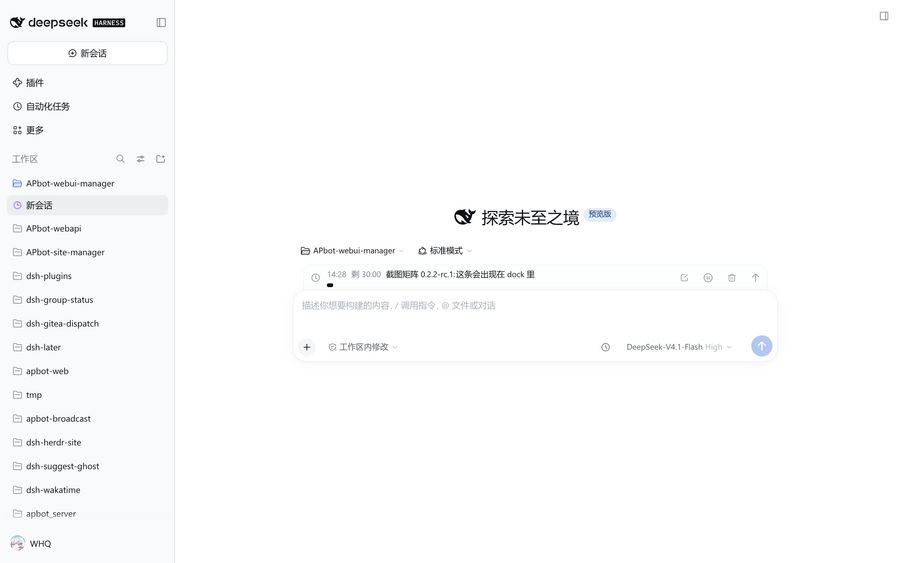 deepseek HARNESS
新会话
插件
自动化任务
更多
工作区
APbot-webui-manager
新会话
APbot-webapi
APbot-site-manager
dsh-plugins
dsh-group-status
dsh-gitea-dispatch
dsh-later
apbot-web
tmp
apbot-broadcast
dsh-herdr-site
dsh-suggest-ghost
dsh-wakatime
apbot_server
WHQ
探索未至之境 预览版
APbot-webui-manager 标准模式
14:28 剩 30:00 截图矩阵 0.2.2-rc.1:这条会出现在 dock 里
描述你想要构建的内容, / 调用指令, @ 文件或对话
工作区内修改 DeepSeek-V4.1-Flash High